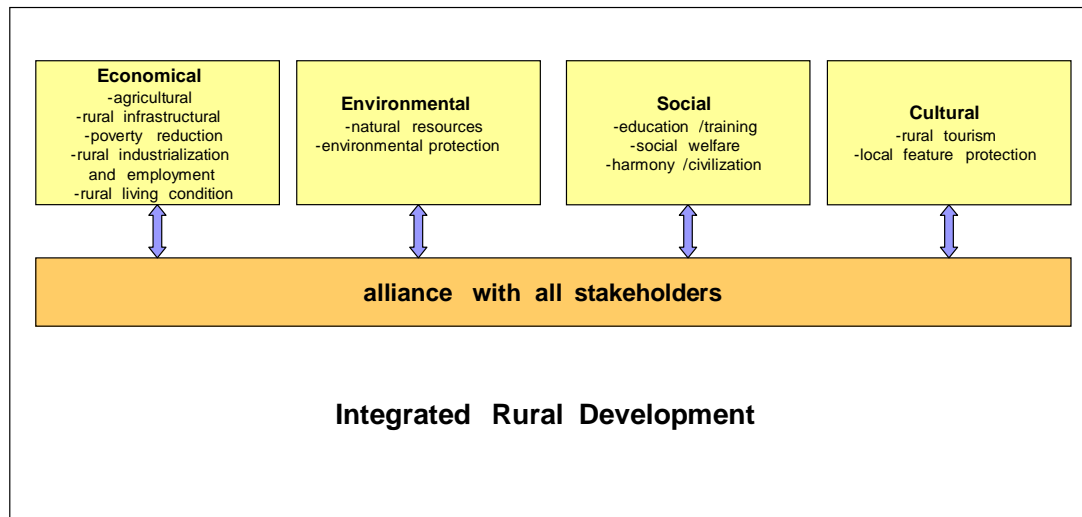 Economical
-agricultural
-rural infrastructural
-poverty reduction
-rural industrialization
and employment
-rural living condition
Environmental
-natural resources
-environmental protection
Social
-education /training
-social welfare
-harmony /civilization
Cultural
-rural tourism
-local feature protection
alliance with all stakeholders
Integrated Rural Development